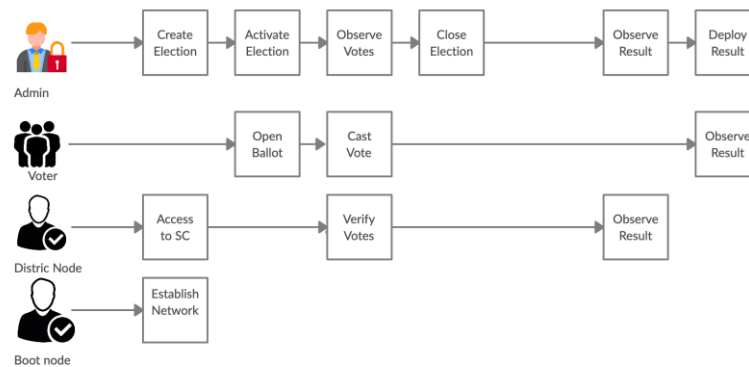 Create
Election
Activate
Election
Observe
Votes
Close
Election
Observe
Result
Deploy
Result
Admin
Open
Ballot
Cast
Vote
Observe
Result
Voter
Access
to SC
Verify
Votes
Observe
Result
Distric Node
Establish
Network
Boot node